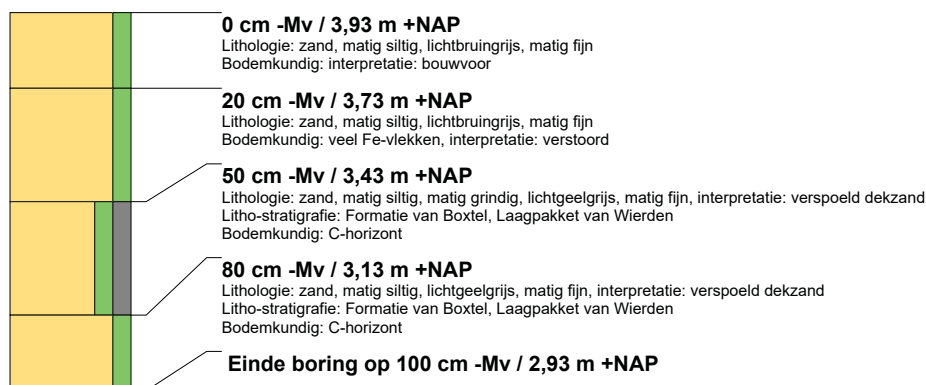 0 cm -Mv / 3,93 m +NAP
Lithologie: zand, matig siltig, lichtbruingrijs, matig fijn
Bodemkundig: interpretatie: bouwvoor
20 cm -Mv / 3,73 m +NAP
Lithologie: zand, matig siltig, lichtbruingrijs, matig fijn
Bodemkundig: veel Fe-vlekken, interpretatie: verstoord
50 cm -Mv / 3,43 m +NAP
Lithologie: zand, matig siltig, matig grindig, lichtgeelgrijs, matig fijn, interpretatie: verspoeld dekzand
Litho-stratigrafie: Formatie van Boxtel, Laagpakket van Wierden
Bodemkundig: C-horizont
80 cm -Mv / 3,13 m +NAP
Lithologie: zand, matig siltig, lichtgeelgrijs, matig fijn, interpretatie: verspoeld dekzand
Litho-stratigrafie: Formatie van Boxtel, Laagpakket van Wierden
Bodemkundig: C-horizont
Einde boring op 100 cm -Mv / 2,93 m +NAP